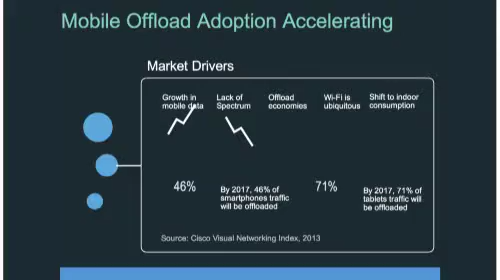 Mobile Offload Adoption Accelerating
Market Drivers
Growth in
mobile data
Lack of
Spectrum
Offload
economies
Wi-Fi is
ubiquitous
Shift to indoor
consumption
46%
By 2017, 46% of
smartphones traffic
will be offloaded
71%
By 2017, 71% of
tablets traffic will
be offloaded
Source: Cisco Visual Networking Index, 2013